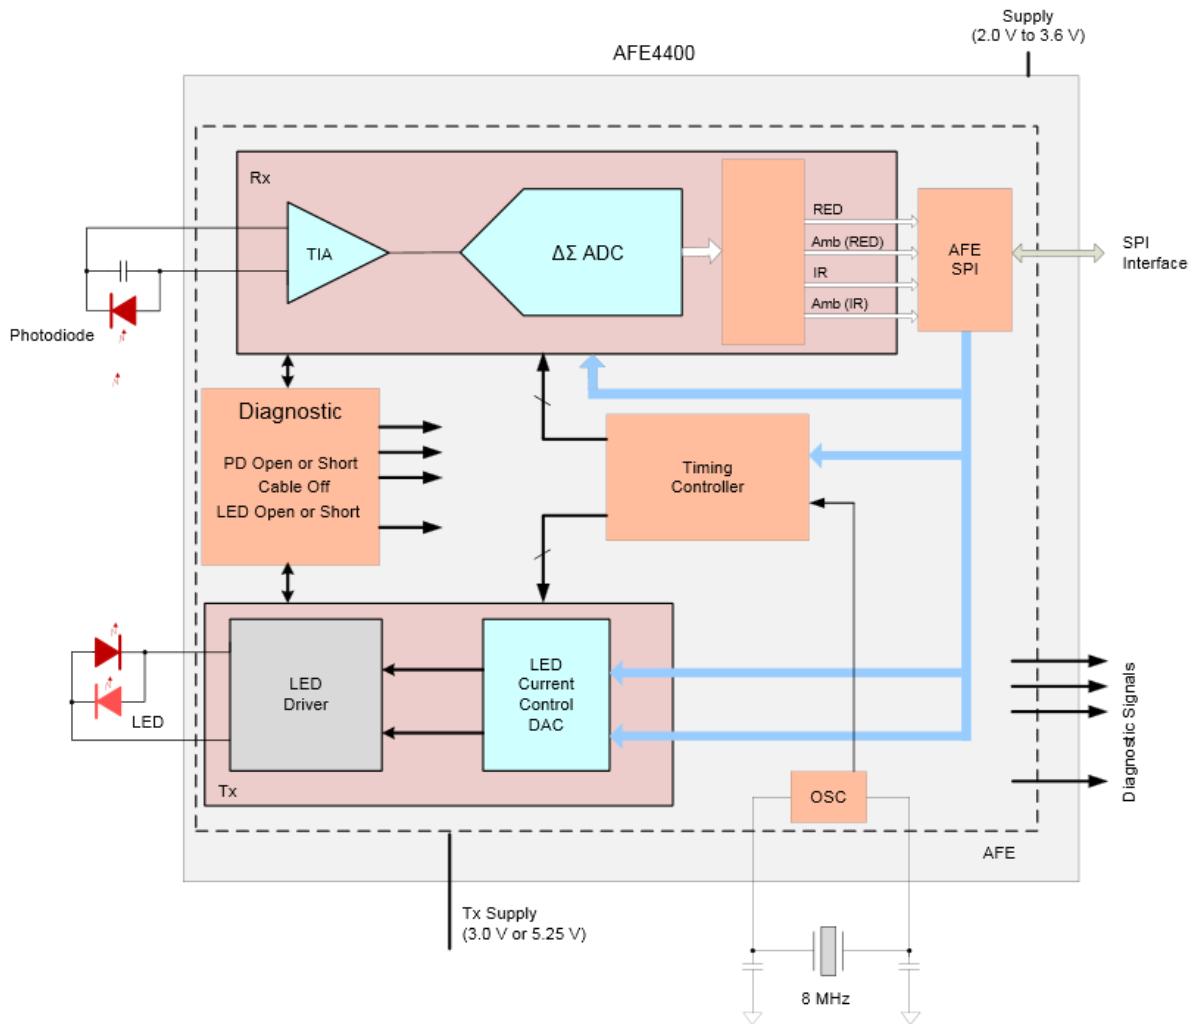 Supply
(2.0 V to 3.6 V)
AFE4400
Rx
TIA
ΔΣ ADC
RED
Amb (RED)
IR
Amb (IR)
AFE
SPI
SPI
Interface
Photodiode
Diagnostic
PD Open or Short
Cable Off
LED Open or Short
Timing
Controller
LED
LED
Driver
LED
Current
Control
DAC
Tx
OSC
Diagnostic Signals
AFE
Tx Supply
(3.0 V or 5.25 V)
8 MHz